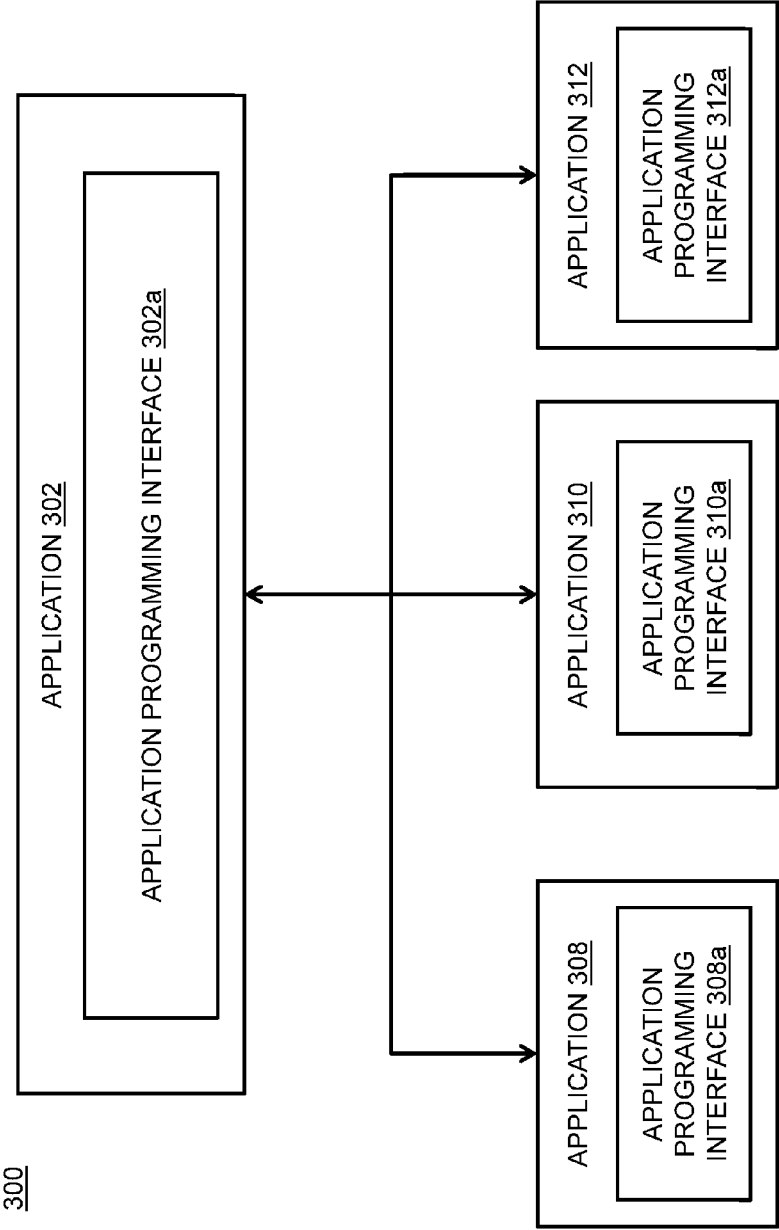 300
APPLICATION 302
APPLICATION PROGRAMMING INTERFACE 302a
APPLICATION 308
APPLICATION
PROGRAMMING
INTERFACE 308a
APPLICATION 310
APPLICATION
PROGRAMMING
INTERFACE 310a
APPLICATION 312
APPLICATION
PROGRAMMING
INTERFACE 312a